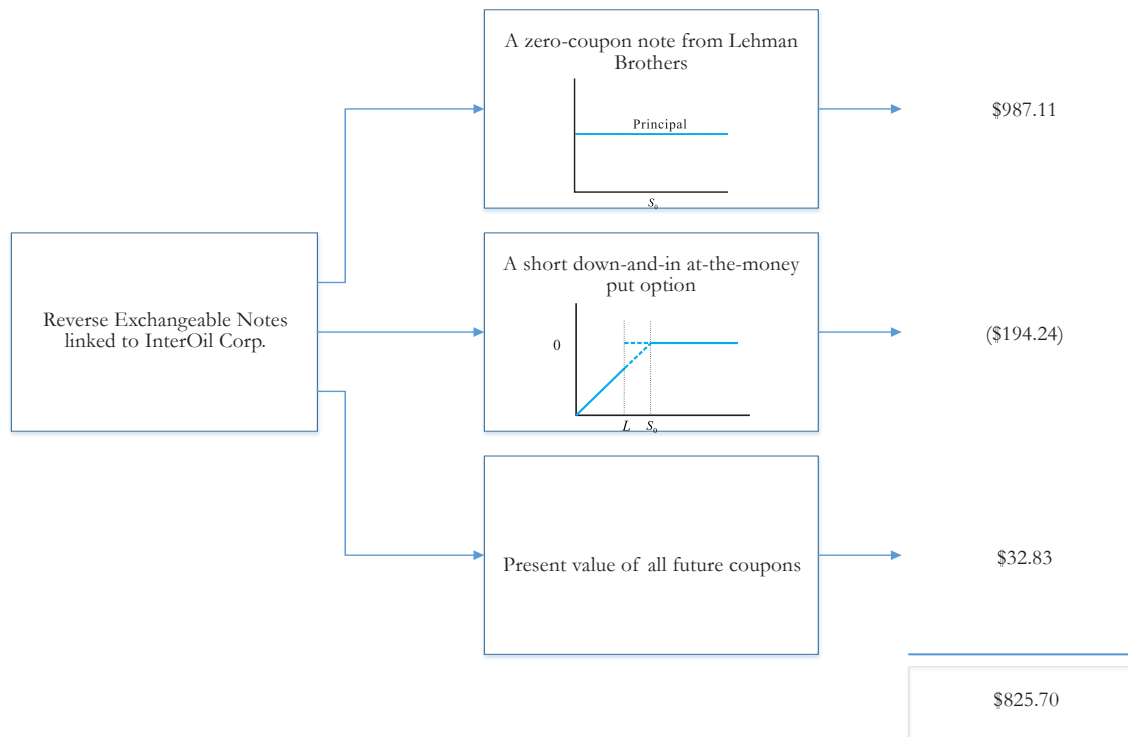 A zero-coupon note from Lehman
Brothers
Principal
S₀
$987.11
Reverse Exchangeable Notes
linked to InterOil Corp.
A short down-and-in at-the-money
put option
0
L S₀
($194.24)
Present value of all future coupons
$32.83
$825.70